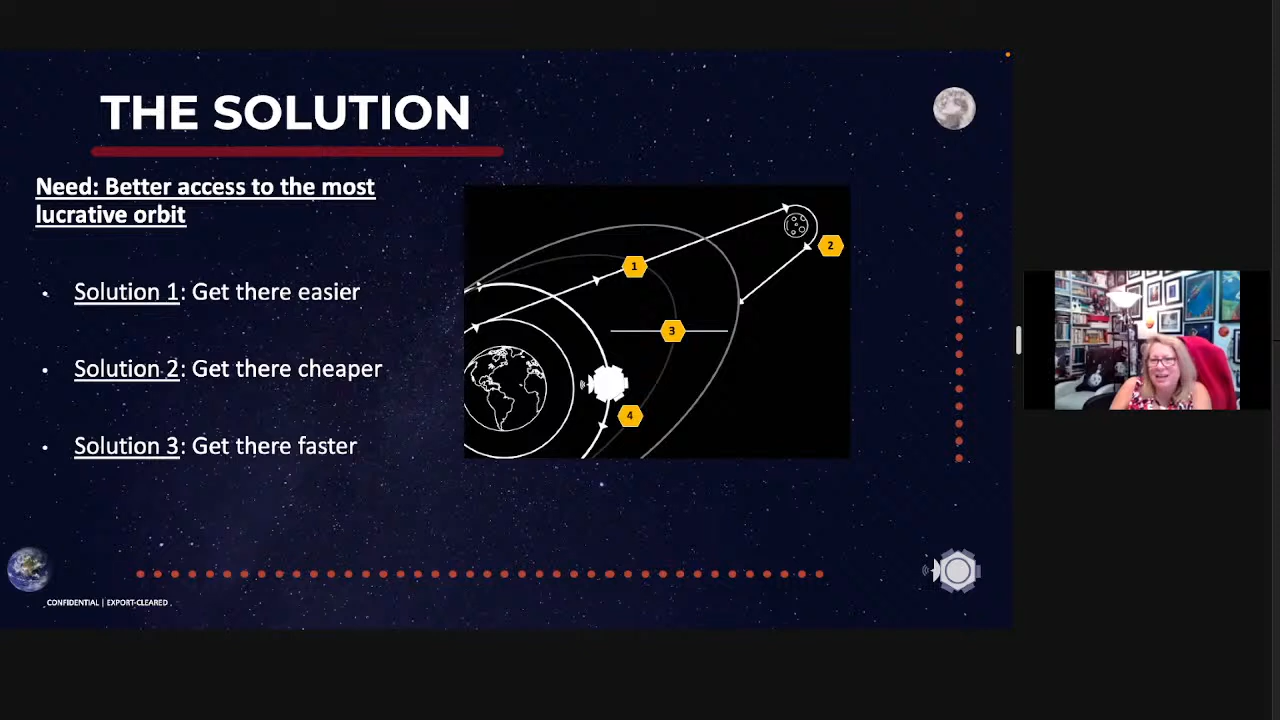 THE SOLUTION
Need: Better access to the most
lucrative orbit
• Solution 1: Get there easier
• Solution 2: Get there cheaper
• Solution 3: Get there faster
1
2
3
4
CONFIDENTIAL | EXPORT-CLEARED